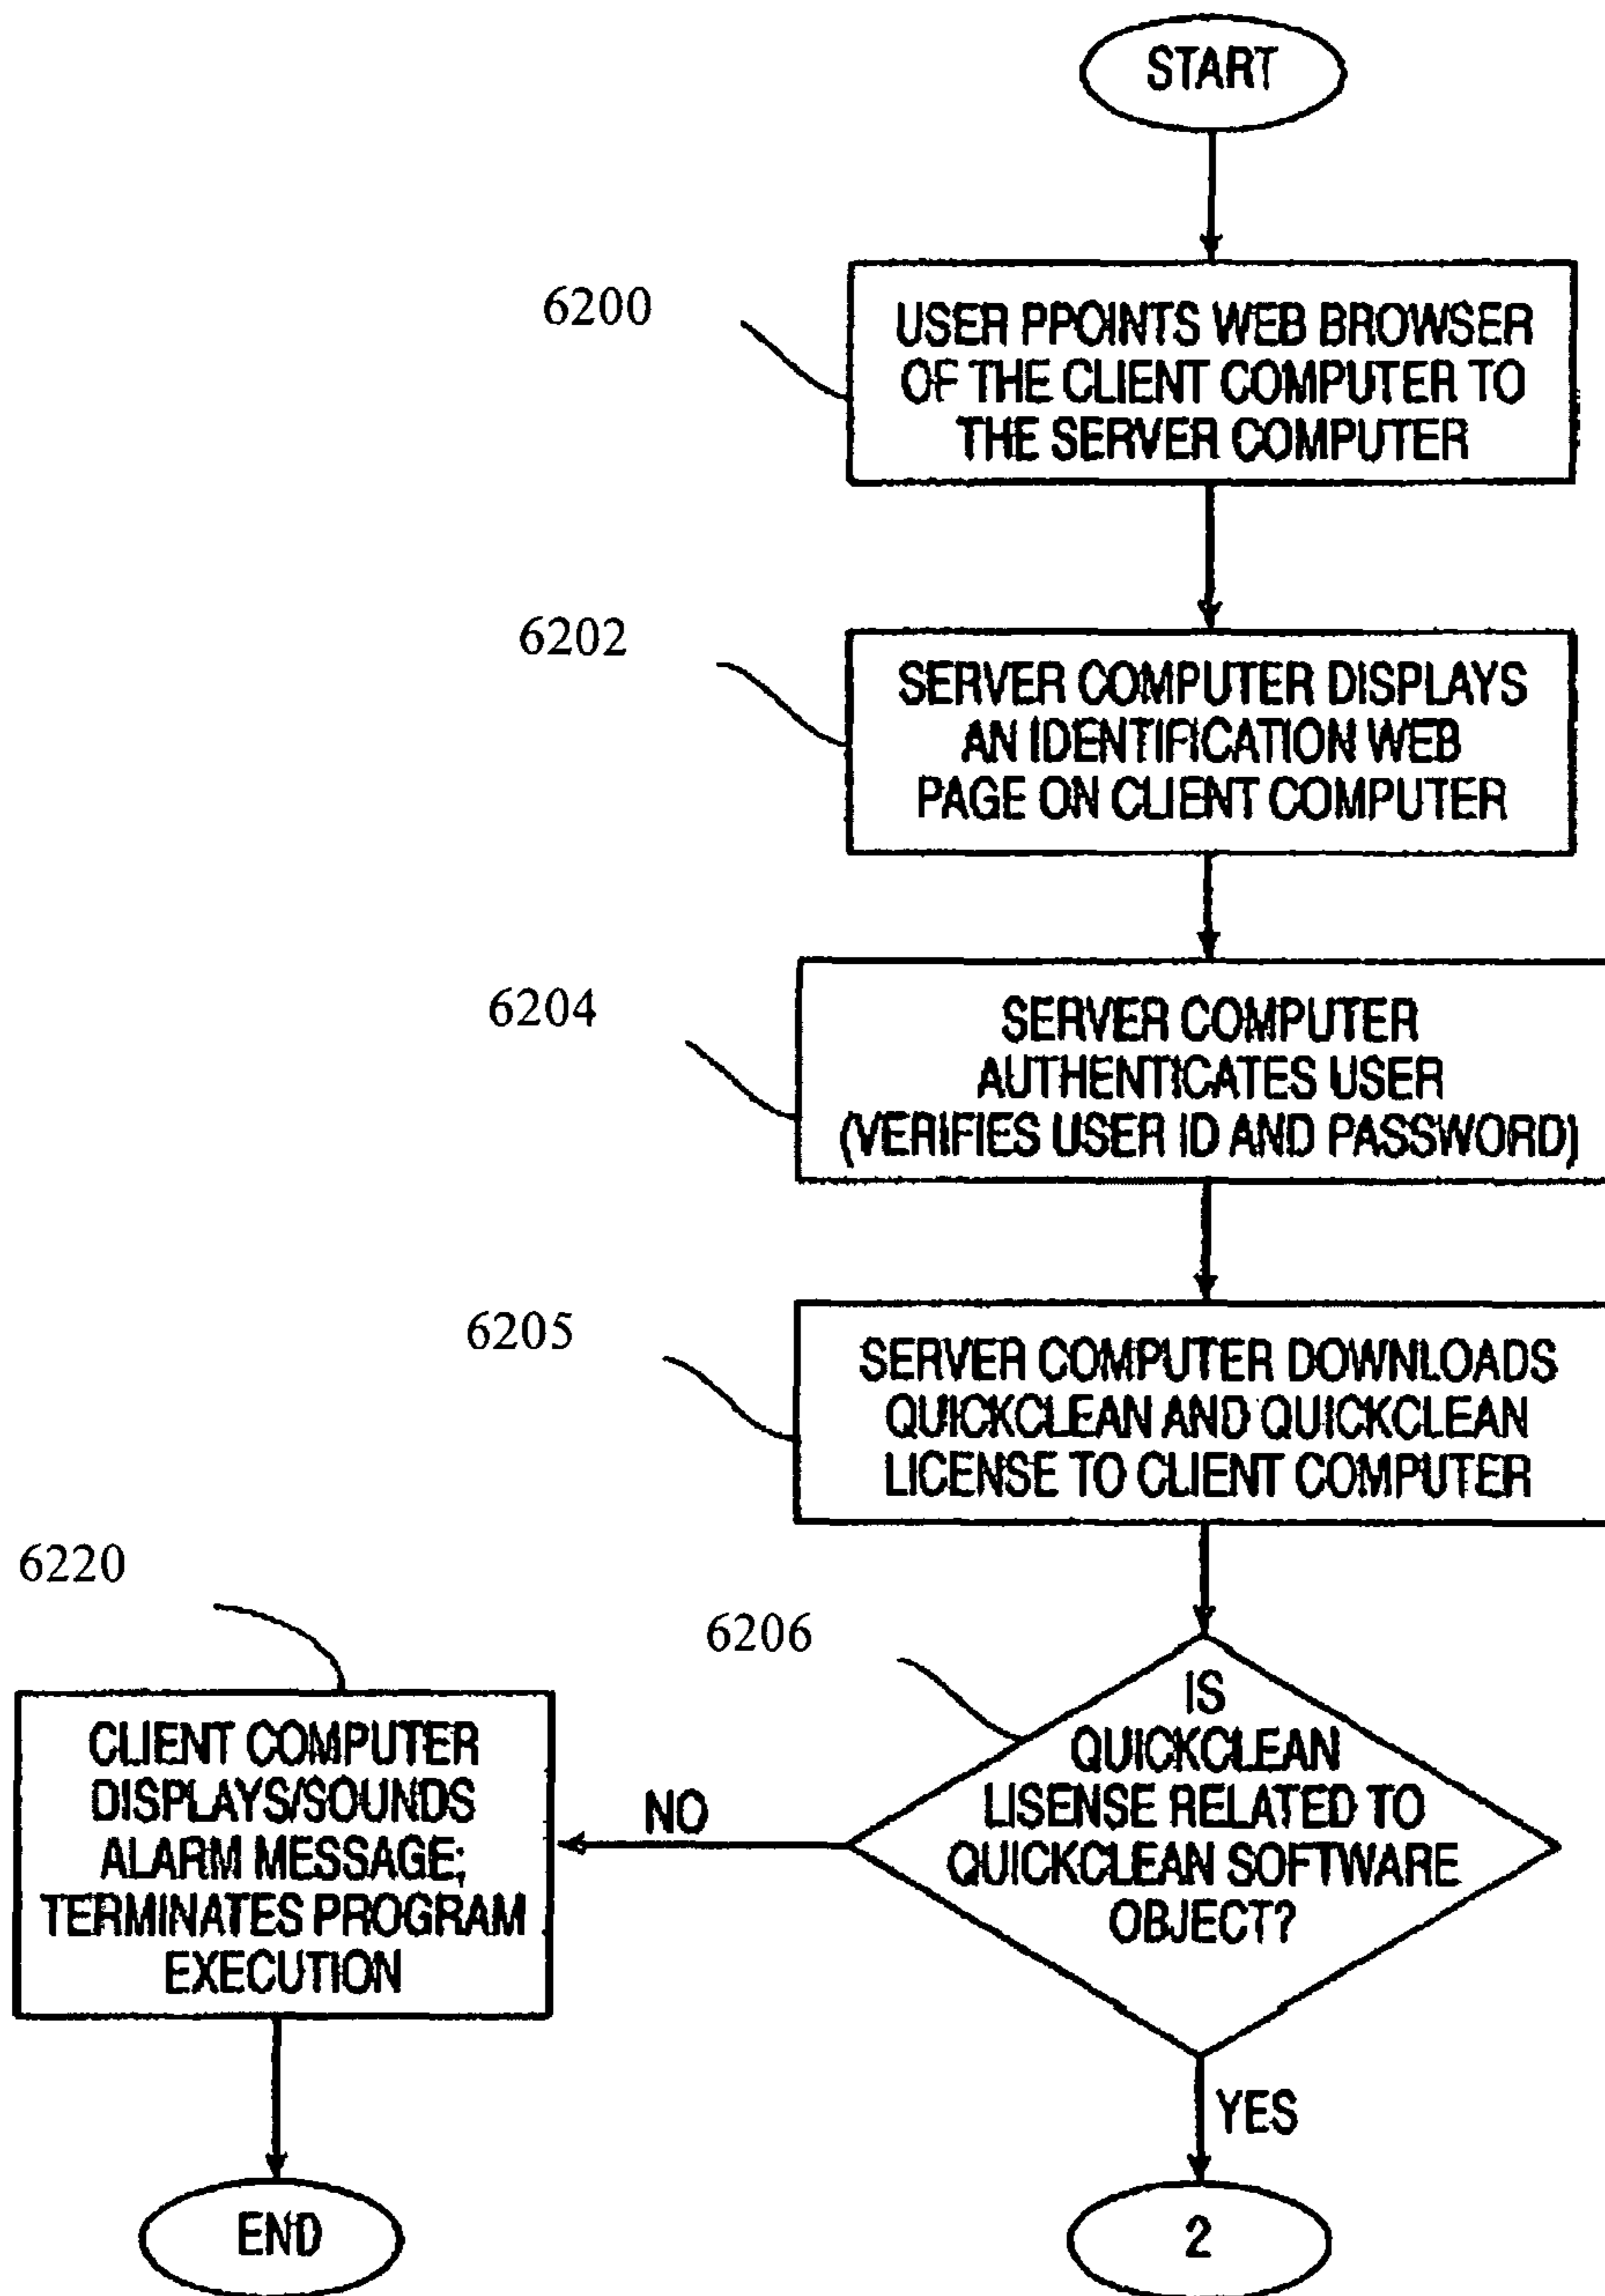 START
6200
USER PPOINTS WEB BROWSER
OF THE CLIENT COMPUTER TO
THE SERVER COMPUTER
6202
SERVER COMPUTER DISPLAYS
AN IDENTIFICATION WEB
PAGE ON CLIENT COMPUTER
6204
SERVER COMPUTER
AUTHENTICATES USER
(VERIFIES USER ID AND PASSWORD)
6205
SERVER COMPUTER DOWNLOADS
QUICKCLEAN AND QUICKCLEAN
LICENSE TO CLIENT COMPUTER
6206
IS
QUICKCLEAN
LISENSE RELATED TO
QUICKCLEAN SOFTWARE
OBJECT?
NO
6220
CLIENT COMPUTER
DISPLAYS/SOUNDS
ALARM MESSAGE;
TERMINATES PROGRAM
EXECUTION
END
YES
2